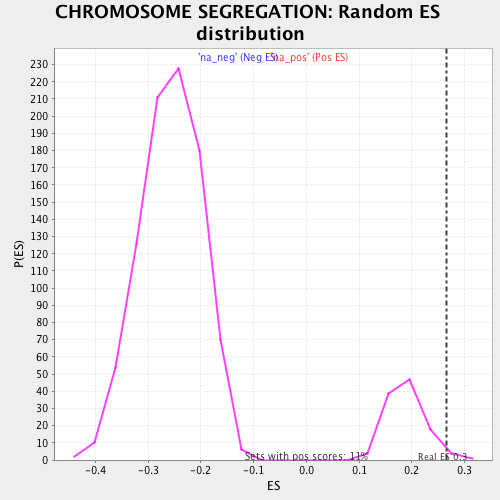 CHROMOSOME SEGREGATION: Random ES
distribution
'na_neg' (Neg ES)
'na_pos' (Pos ES)
P(ES)
230
220
210
200
190
180
170
160
150
140
130
120
110
100
90
80
70
60
50
40
30
20
10
0
Sets with pos scores: 11%
Real ES 0.3
-0.4 -0.3 -0.2 -0.1 0.0 0.1 0.2 0.3
ES